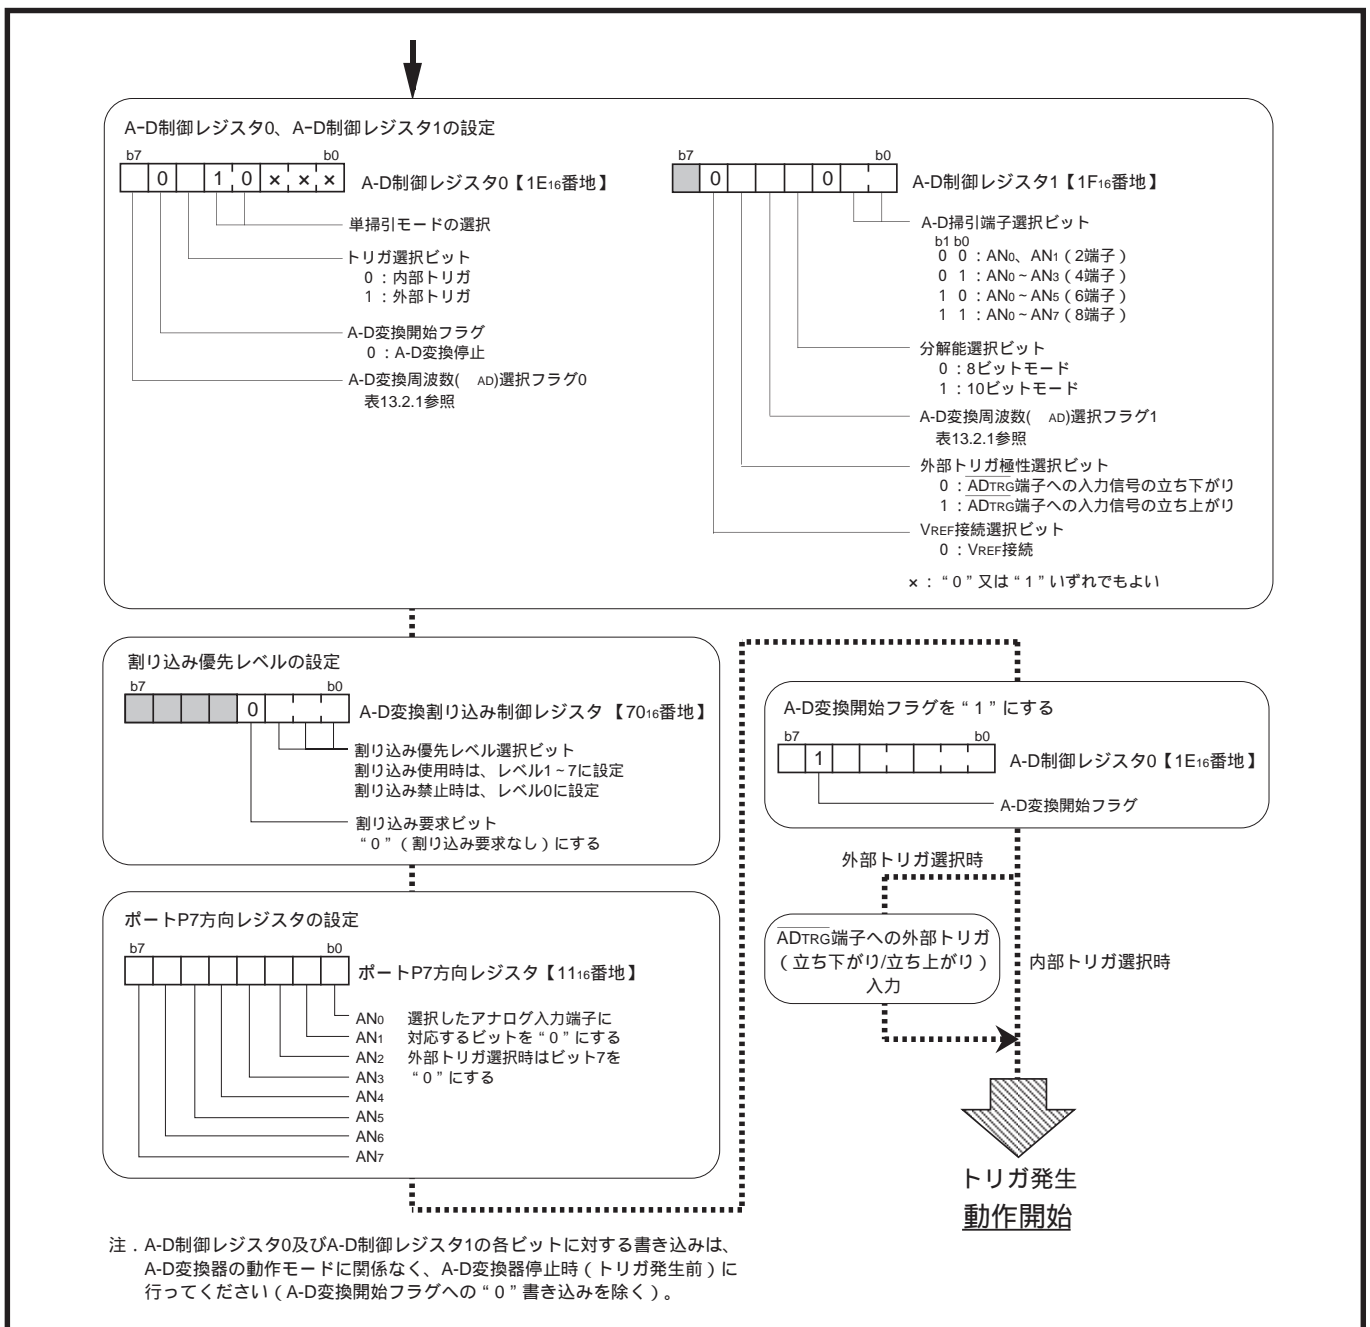 A-D制御レジスタ0、A-D制御レジスタ1の設定
b7 b0
0 1 0 × × × A-D制御レジスタ0【1E16番地】
単掃引モードの選択
トリガ選択ビット
0：内部トリガ
1：外部トリガ
A-D変換開始フラグ
0：A-D変換停止
A-D変換周波数( AD)選択フラグ0
表13.2.1参照
b7 b0
0 0 A-D制御レジスタ1【1F16番地】
A-D掃引端子選択ビット
b1 b0
0 0：AN0、AN1（2端子）
0 1：AN0～AN3（4端子）
1 0：AN0～AN5（6端子）
1 1：AN0～AN7（8端子）
分解能選択ビット
0：8ビットモード
1：10ビットモード
A-D変換周波数( AD)選択フラグ1
表13.2.1参照
外部トリガ極性選択ビット
0：ADTRG端子への入力信号の立ち下がり
1：ADTRG端子への入力信号の立ち上がり
VREF接続選択ビット
0：VREF接続
×：“0”又は“1”いずれでもよい
割り込み優先レベルの設定
b7 b0
0 A-D変換割り込み制御レジスタ【7016番地】
割り込み優先レベル選択ビット
割り込み使用時は、レベル1～7に設定
割り込み禁止時は、レベル0に設定
割り込み要求ビット
“0”（割り込み要求なし）にする
ポートP7方向レジスタの設定
b7 b0
ポートP7方向レジスタ【1116番地】
AN0 選択したアナログ入力端子に
AN1 対応するビットを“0”にする
AN2 外部トリガ選択時はビット7を
AN3 “0”にする
AN4
AN5
AN6
AN7
A-D変換開始フラグを“1”にする
b7 b0
1 A-D制御レジスタ0【1E16番地】
A-D変換開始フラグ
外部トリガ選択時
ADTRG端子への外部トリガ
（立ち下がり/立ち上がり）
入力
内部トリガ選択時
トリガ発生
動作開始
注．A-D制御レジスタ0及びA-D制御レジスタ1の各ビットに対する書き込みは、
A-D変換器の動作モードに関係なく、A-D変換器停止時（トリガ発生前）に
行ってください（A-D変換開始フラグへの“0”書き込みを除く）。